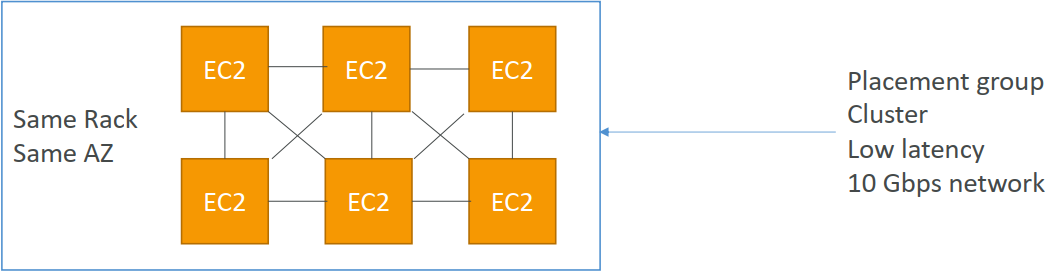 EC2
EC2
EC2
Same Rack
Same AZ
EC2
EC2
EC2
Placement group
Cluster
Low latency
10 Gbps network